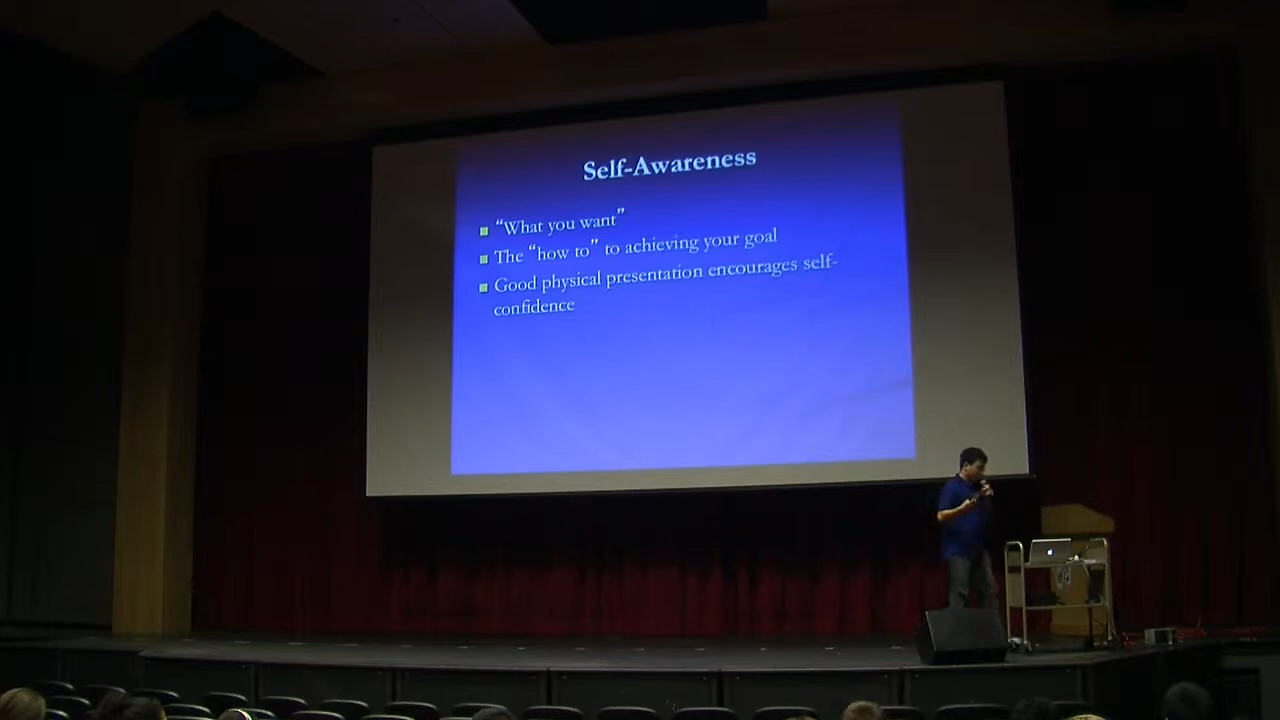 Self-Awareness
“What you want”
The “how to” to achieving your goal
Good physical presentation encourages self-
confidence